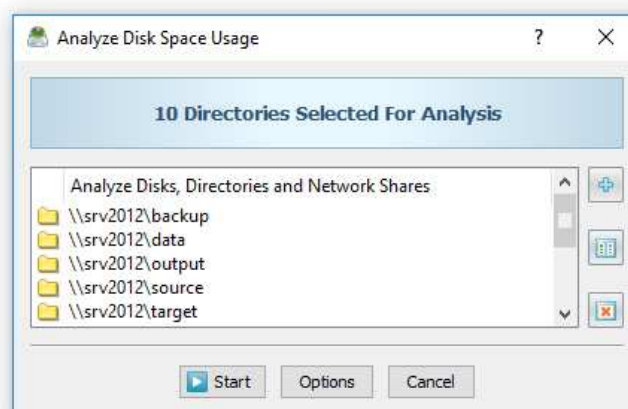 Analyze Disk Space Usage ?
10 Directories Selected For Analysis
Analyze Disks, Directories and Network Shares
\\srv2012\backup
\\srv2012\data
\\srv2012\output
\\srv2012\source
\\srv2012\target
Start Options Cancel